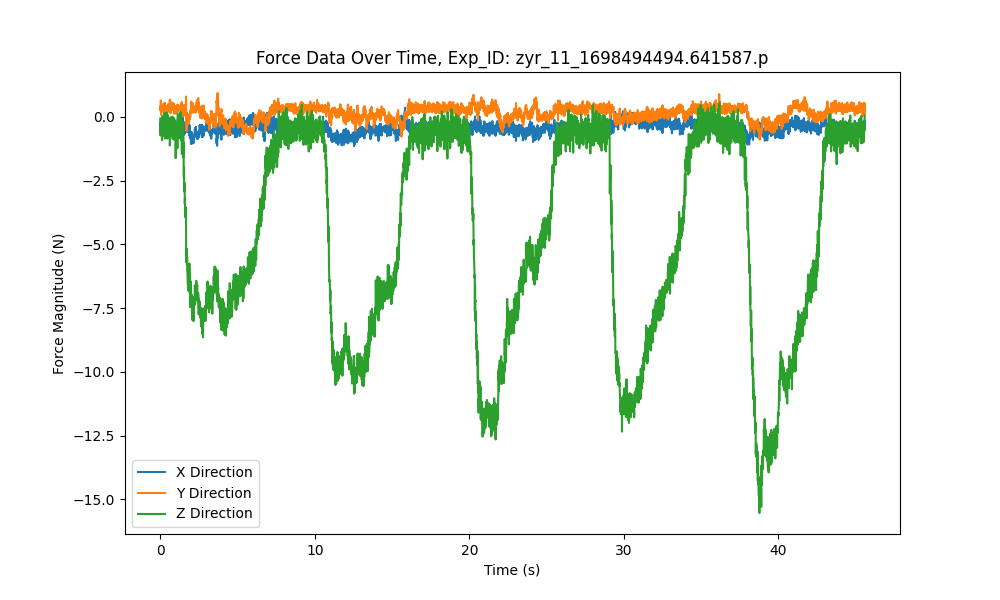 Force Data Over Time, Exp_ID: zyr_11_1698494494.641587.p
Force Magnitude (N)
0.0
−2.5
−5.0
−7.5
−10.0
−12.5
−15.0
X Direction
Y Direction
Z Direction
0 10 20 30 40
Time (s)